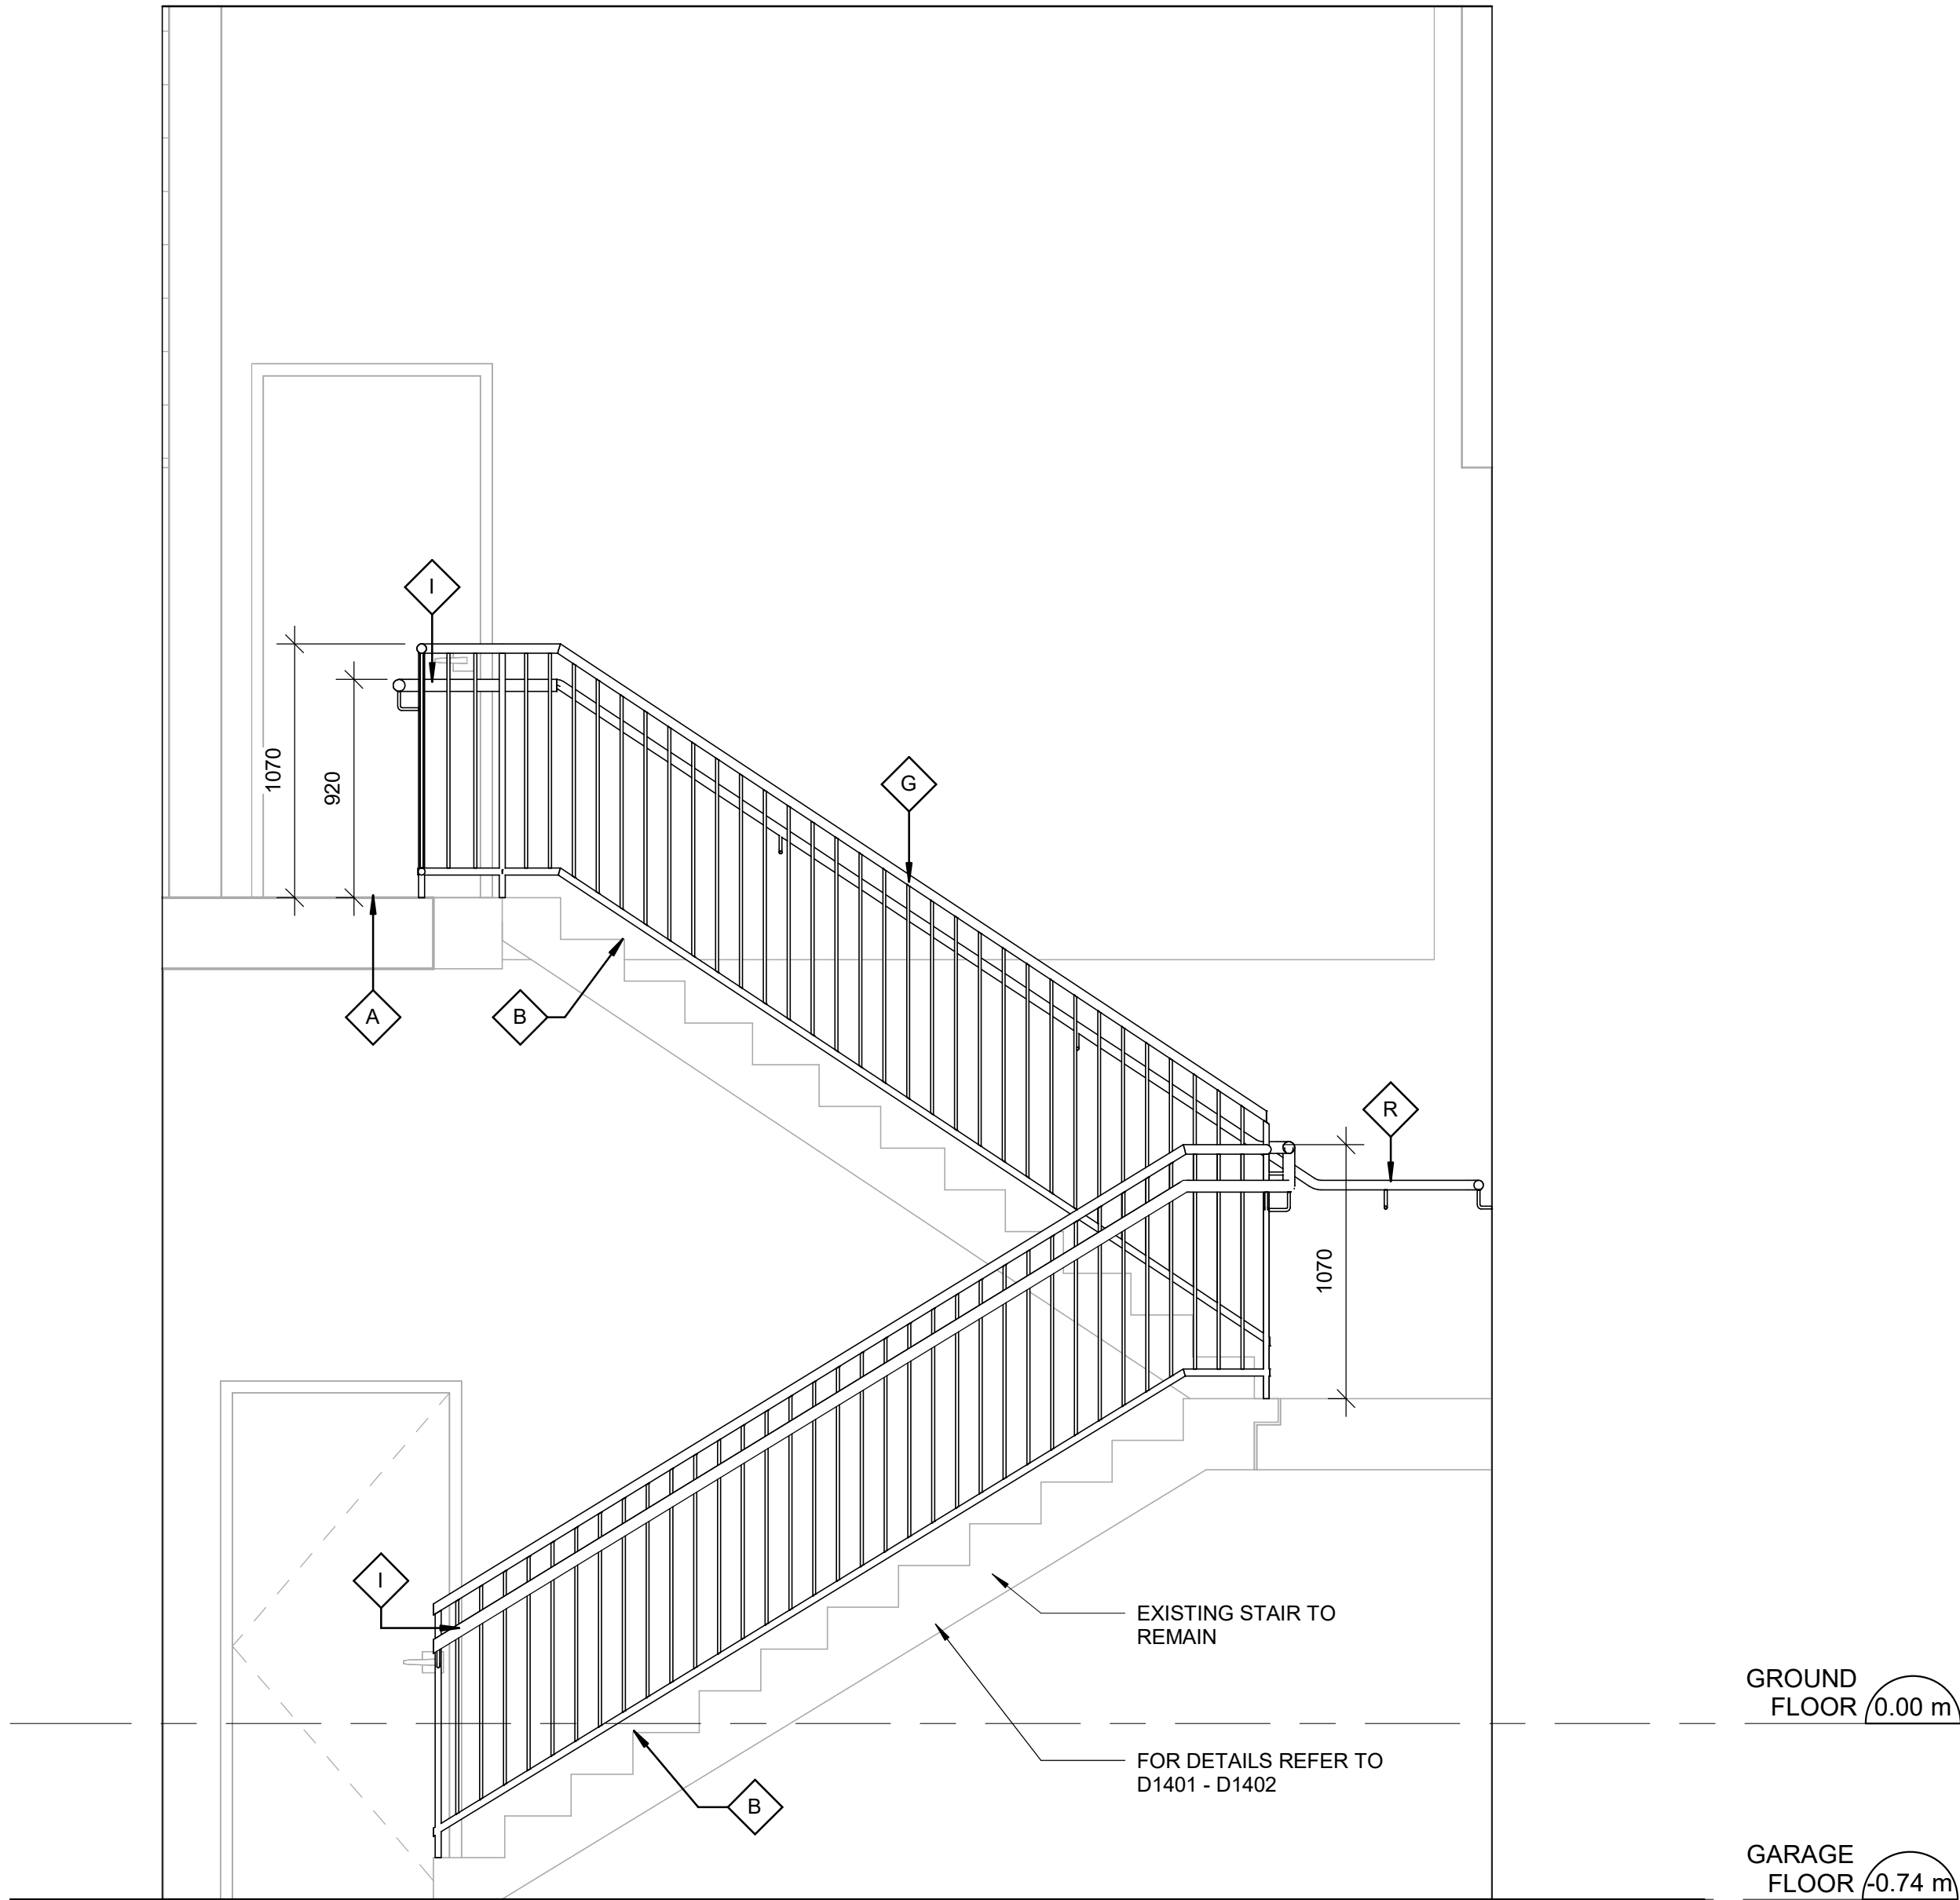 I
1070
920
G
A
B
R
1070
I
EXISTING STAIR TO
REMAIN
GROUND
FLOOR 0.00 m
FOR DETAILS REFER TO
D1401 - D1402
B
GARAGE
FLOOR -0.74 m